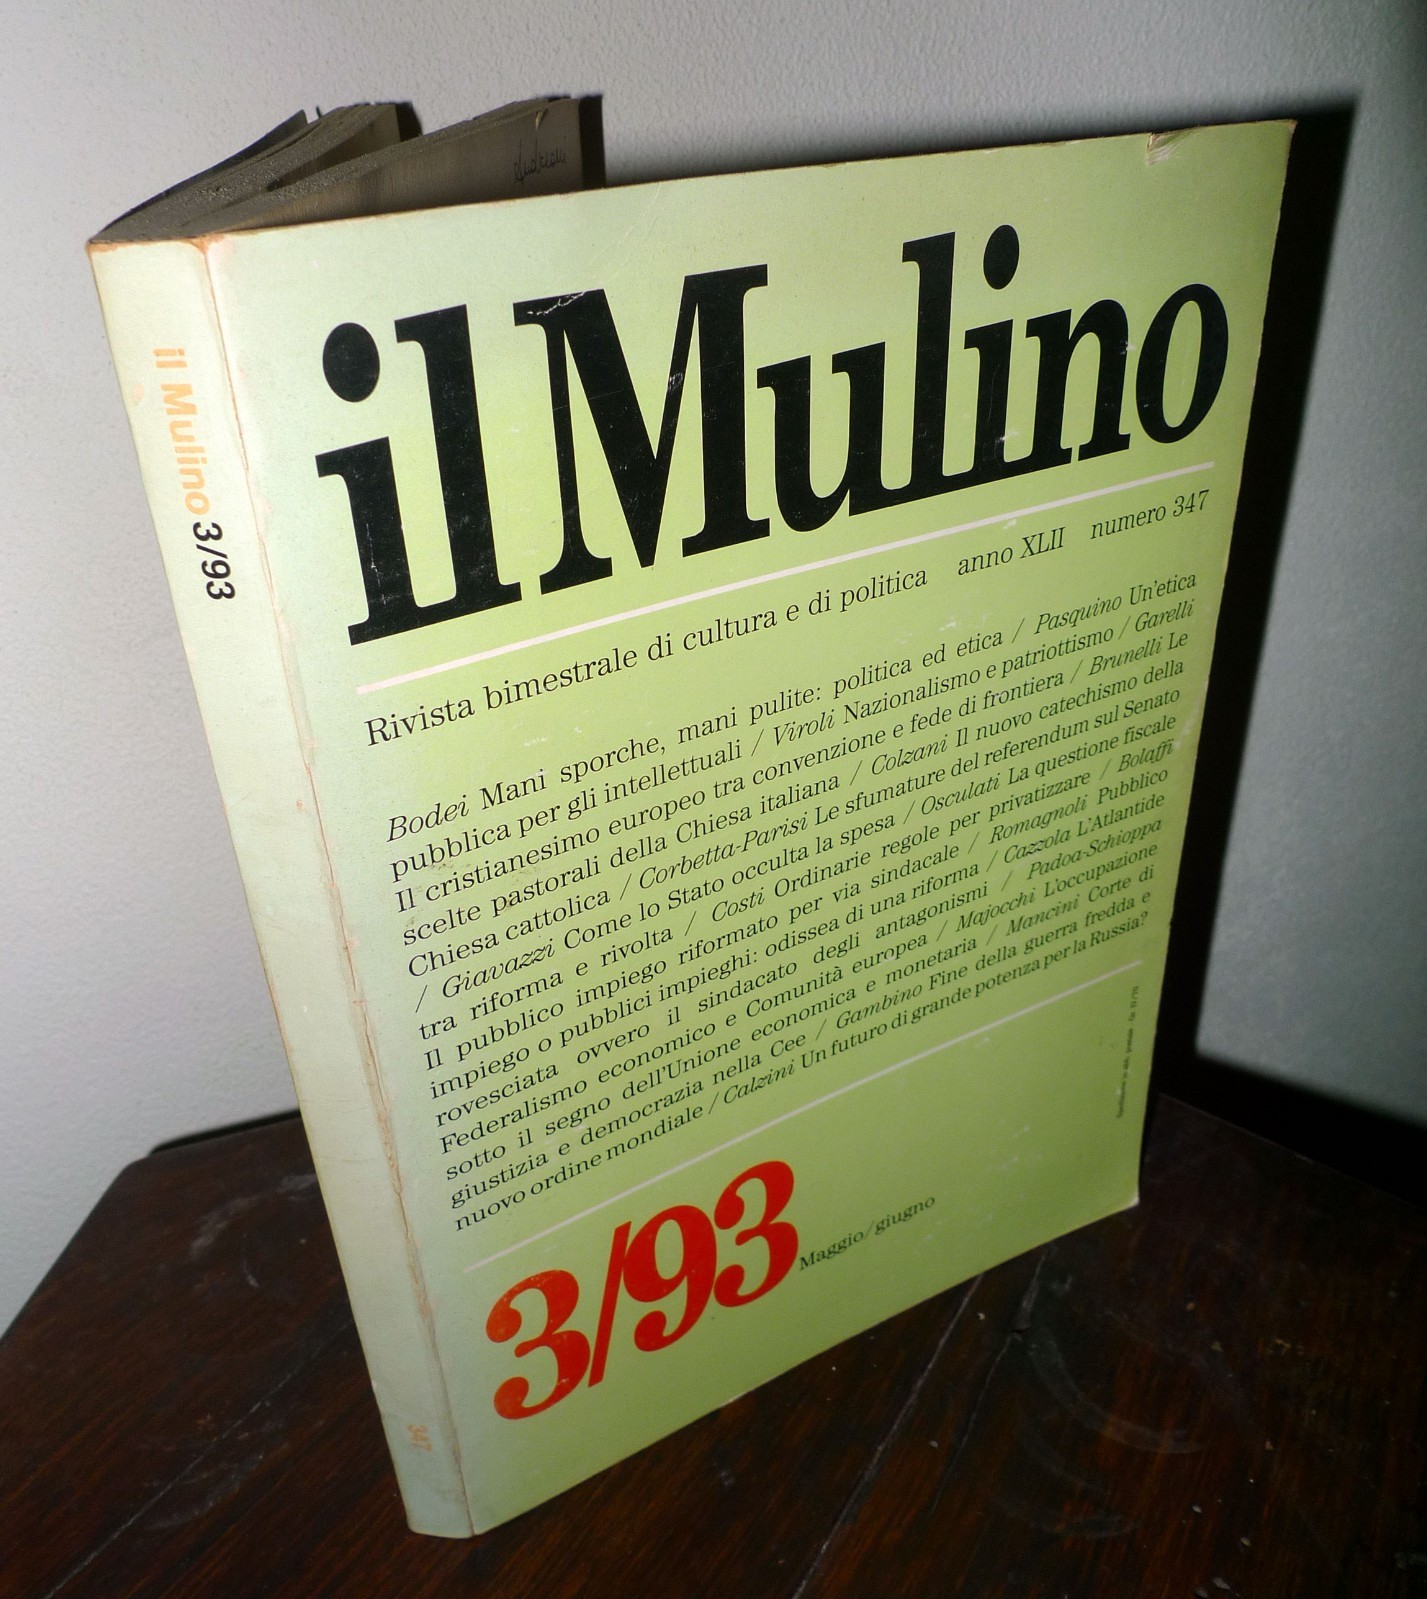 il Mulino
Rivista bimestrale di cultura e di politica anno XLII numero 347
Bodei Mani sporche, mani pulite: politica ed etica / Pasquino Un'etica
pubblica per gli intellettuali / Viroli Nazionalismo e patriottismo / Garelli
Il cristianesimo europeo tra convenzione e fede di frontiera / Brunelli Le
scelte pastorali della Chiesa italiana / Colzani Il nuovo catechismo della
Chiesa cattolica / Corbetta-Parisi Le sfumature del referendum sul Senato
/ Giavazzi Come lo Stato occulta la spesa / Osculati La questione fiscale
tra riforma e rivolta / Costi Ordinarie regole per privatizzare / Bolaffi
Il pubblico impiego riformato per via sindacale / Romagnoli Pubblico
impiego o pubblici impieghi: odissea di una riforma / Cazzola L'Atlantide
rovesciata ovvero il sindacato degli antagonismi / Padoa-Schioppa
Federalismo economico e Comunità europea / Majocchi L'occupazione
sotto il segno dell'Unione economica e monetaria / Mancini Corte di
giustizia e democrazia nella Cee / Gambino Fine della guerra fredda e
nuovo ordine mondiale / Calzini Un futuro di grande potenza per la Russia?
3/93
Maggio/giugno
il Mulino 3/93
347